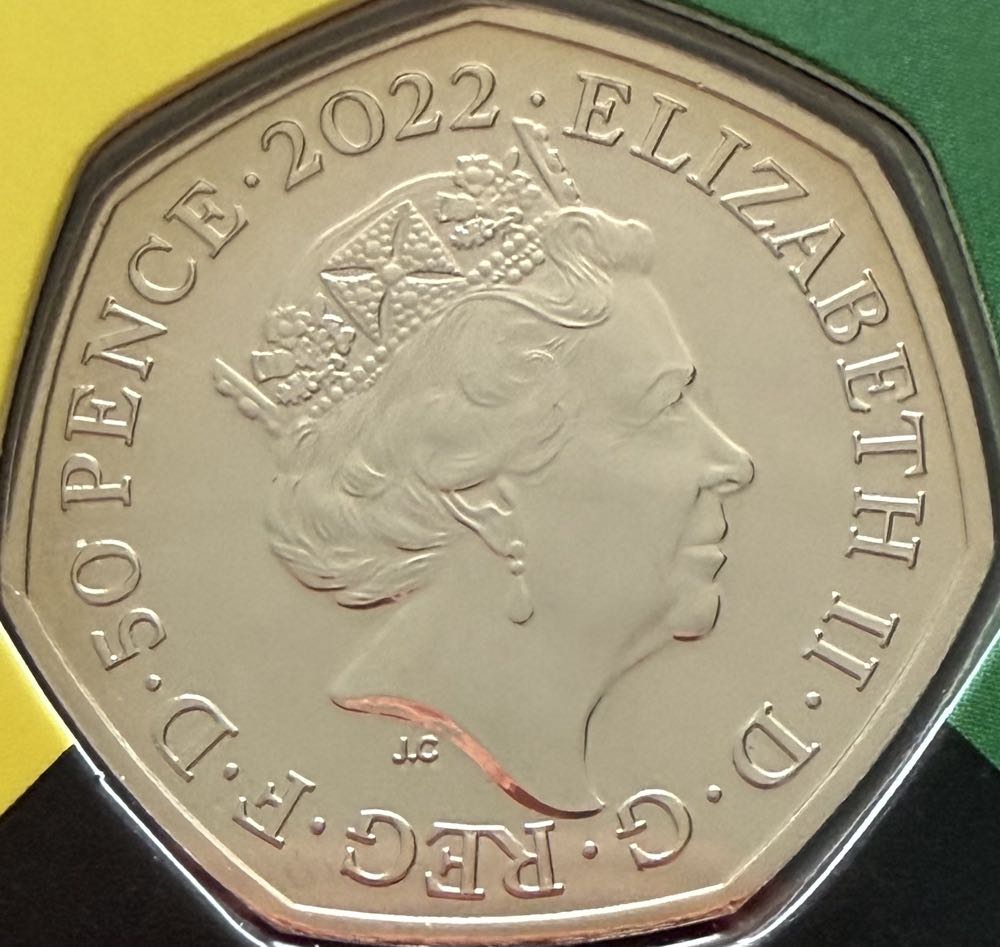 ELIZABETH II · D · G · REG · F · D · 50 PENCE · 2022 ·
J.C